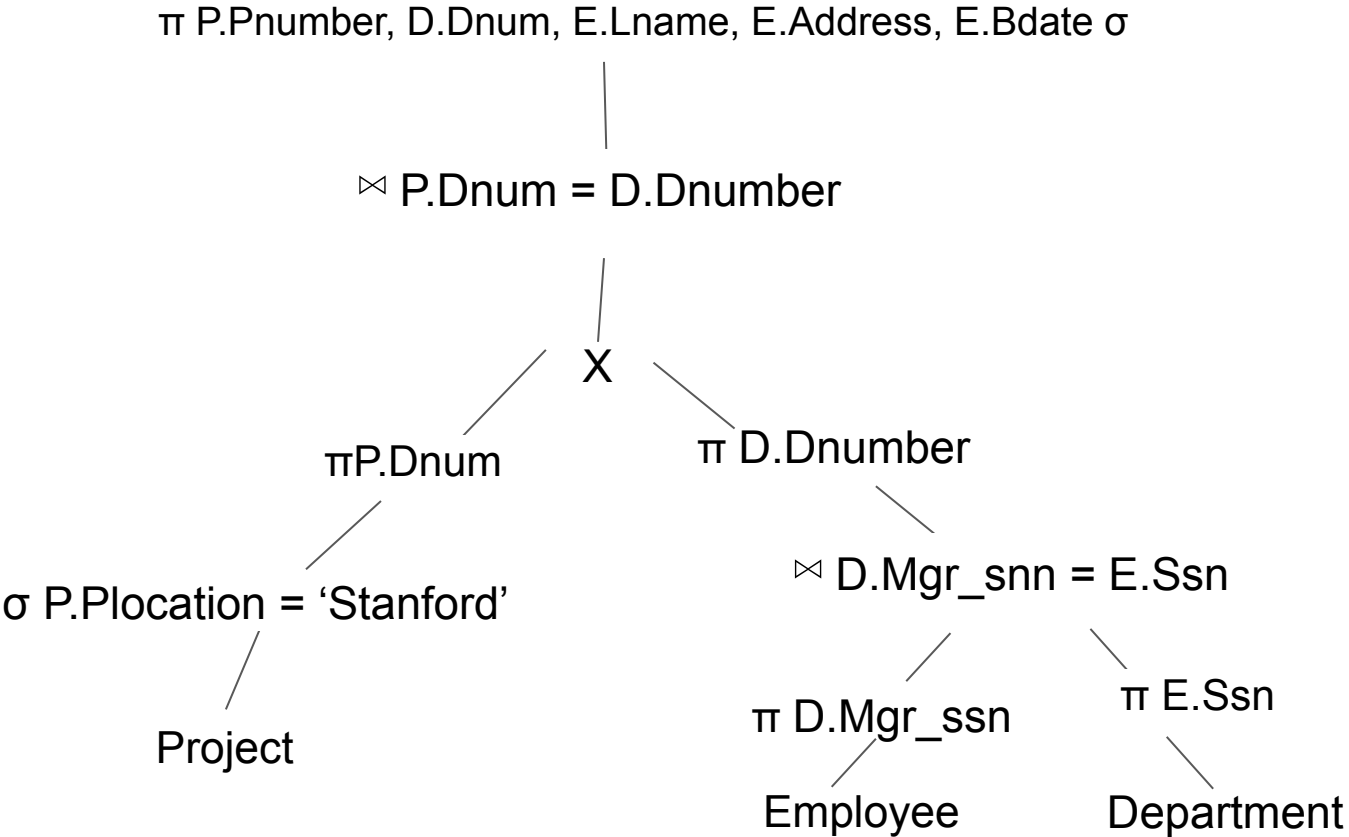 π P.Pnumber, D.Dnum, E.Lname, E.Address, E.Bdate σ
⋈ P.Dnum = D.Dnumber
X
πP.Dnum
π D.Dnumber
⋈ D.Mgr_snn = E.Ssn
σ P.Plocation = ‘Stanford’
π D.Mgr_ssn
π E.Ssn
Project
Employee
Department